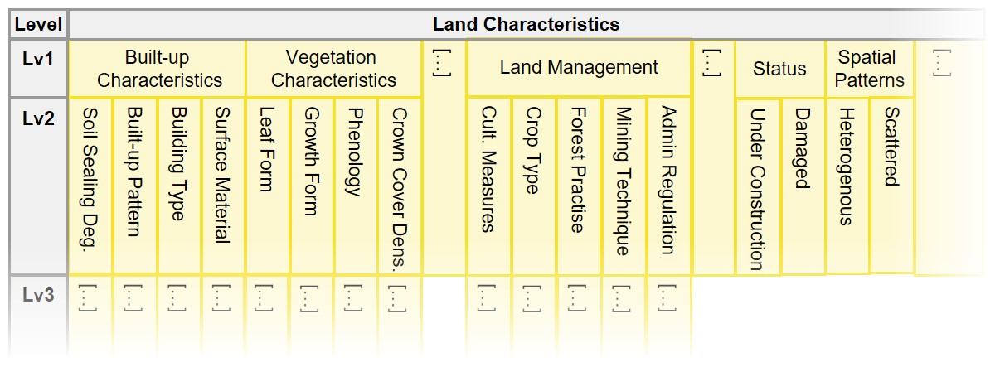 Level
Land Characteristics
Lv1
Built-up
Characteristics
Vegetation
Characteristics
[...]
Land Management
[...]
Status
Spatial
Patterns
[...]
Lv2
Soil Sealing Deg.
Built-up Pattern
Building Type
Surface Material
Leaf Form
Growth Form
Phenology
Crown Cover Dens.
Cult. Measures
Crop Type
Forest Practise
Mining Technique
Admin Regulation
Under Construction
Damaged
Heterogenous
Scattered
Lv3
[...]
[...]
[...]
[...]
[...]
[...]
[...]
[...]
[...]
[...]
[...]
[...]
[...]